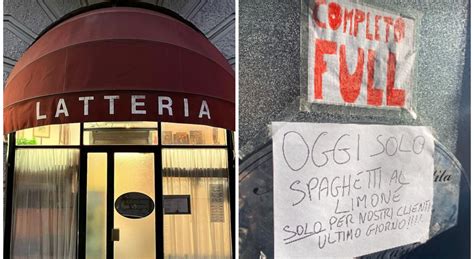 LATTERIA
COMPLETO!
FULL
OGGI SOLO
SPAGHETTI AL
LIMONE
SOLO PER NOSTRI CLIENTI
ULTIMO GIORNO!!!!